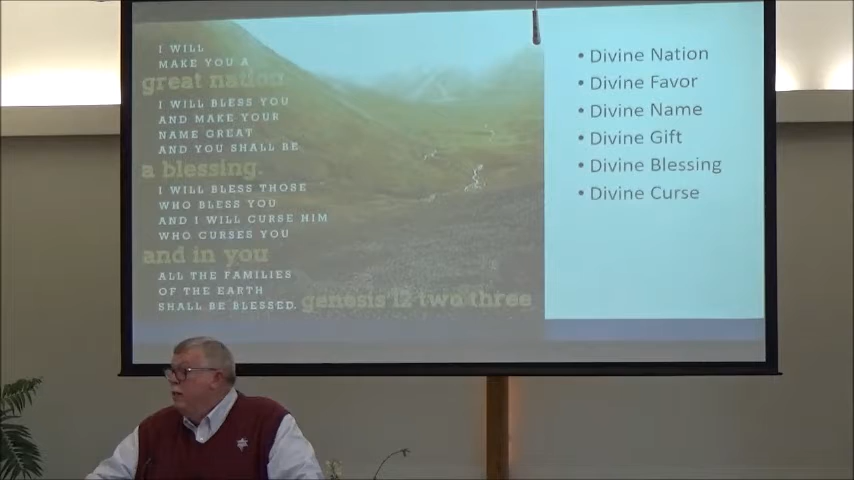 I WILL
MAKE YOU A
great nation
I WILL BLESS YOU
AND MAKE YOUR
NAME GREAT
AND YOU SHALL BE
a blessing.
I WILL BLESS THOSE
WHO BLESS YOU
AND I WILL CURSE HIM
WHO CURSES YOU
and in you
ALL THE FAMILIES
OF THE EARTH
SHALL BE BLESSED.
genesis 12 two three
• Divine Nation
• Divine Favor
• Divine Name
• Divine Gift
• Divine Blessing
• Divine Curse